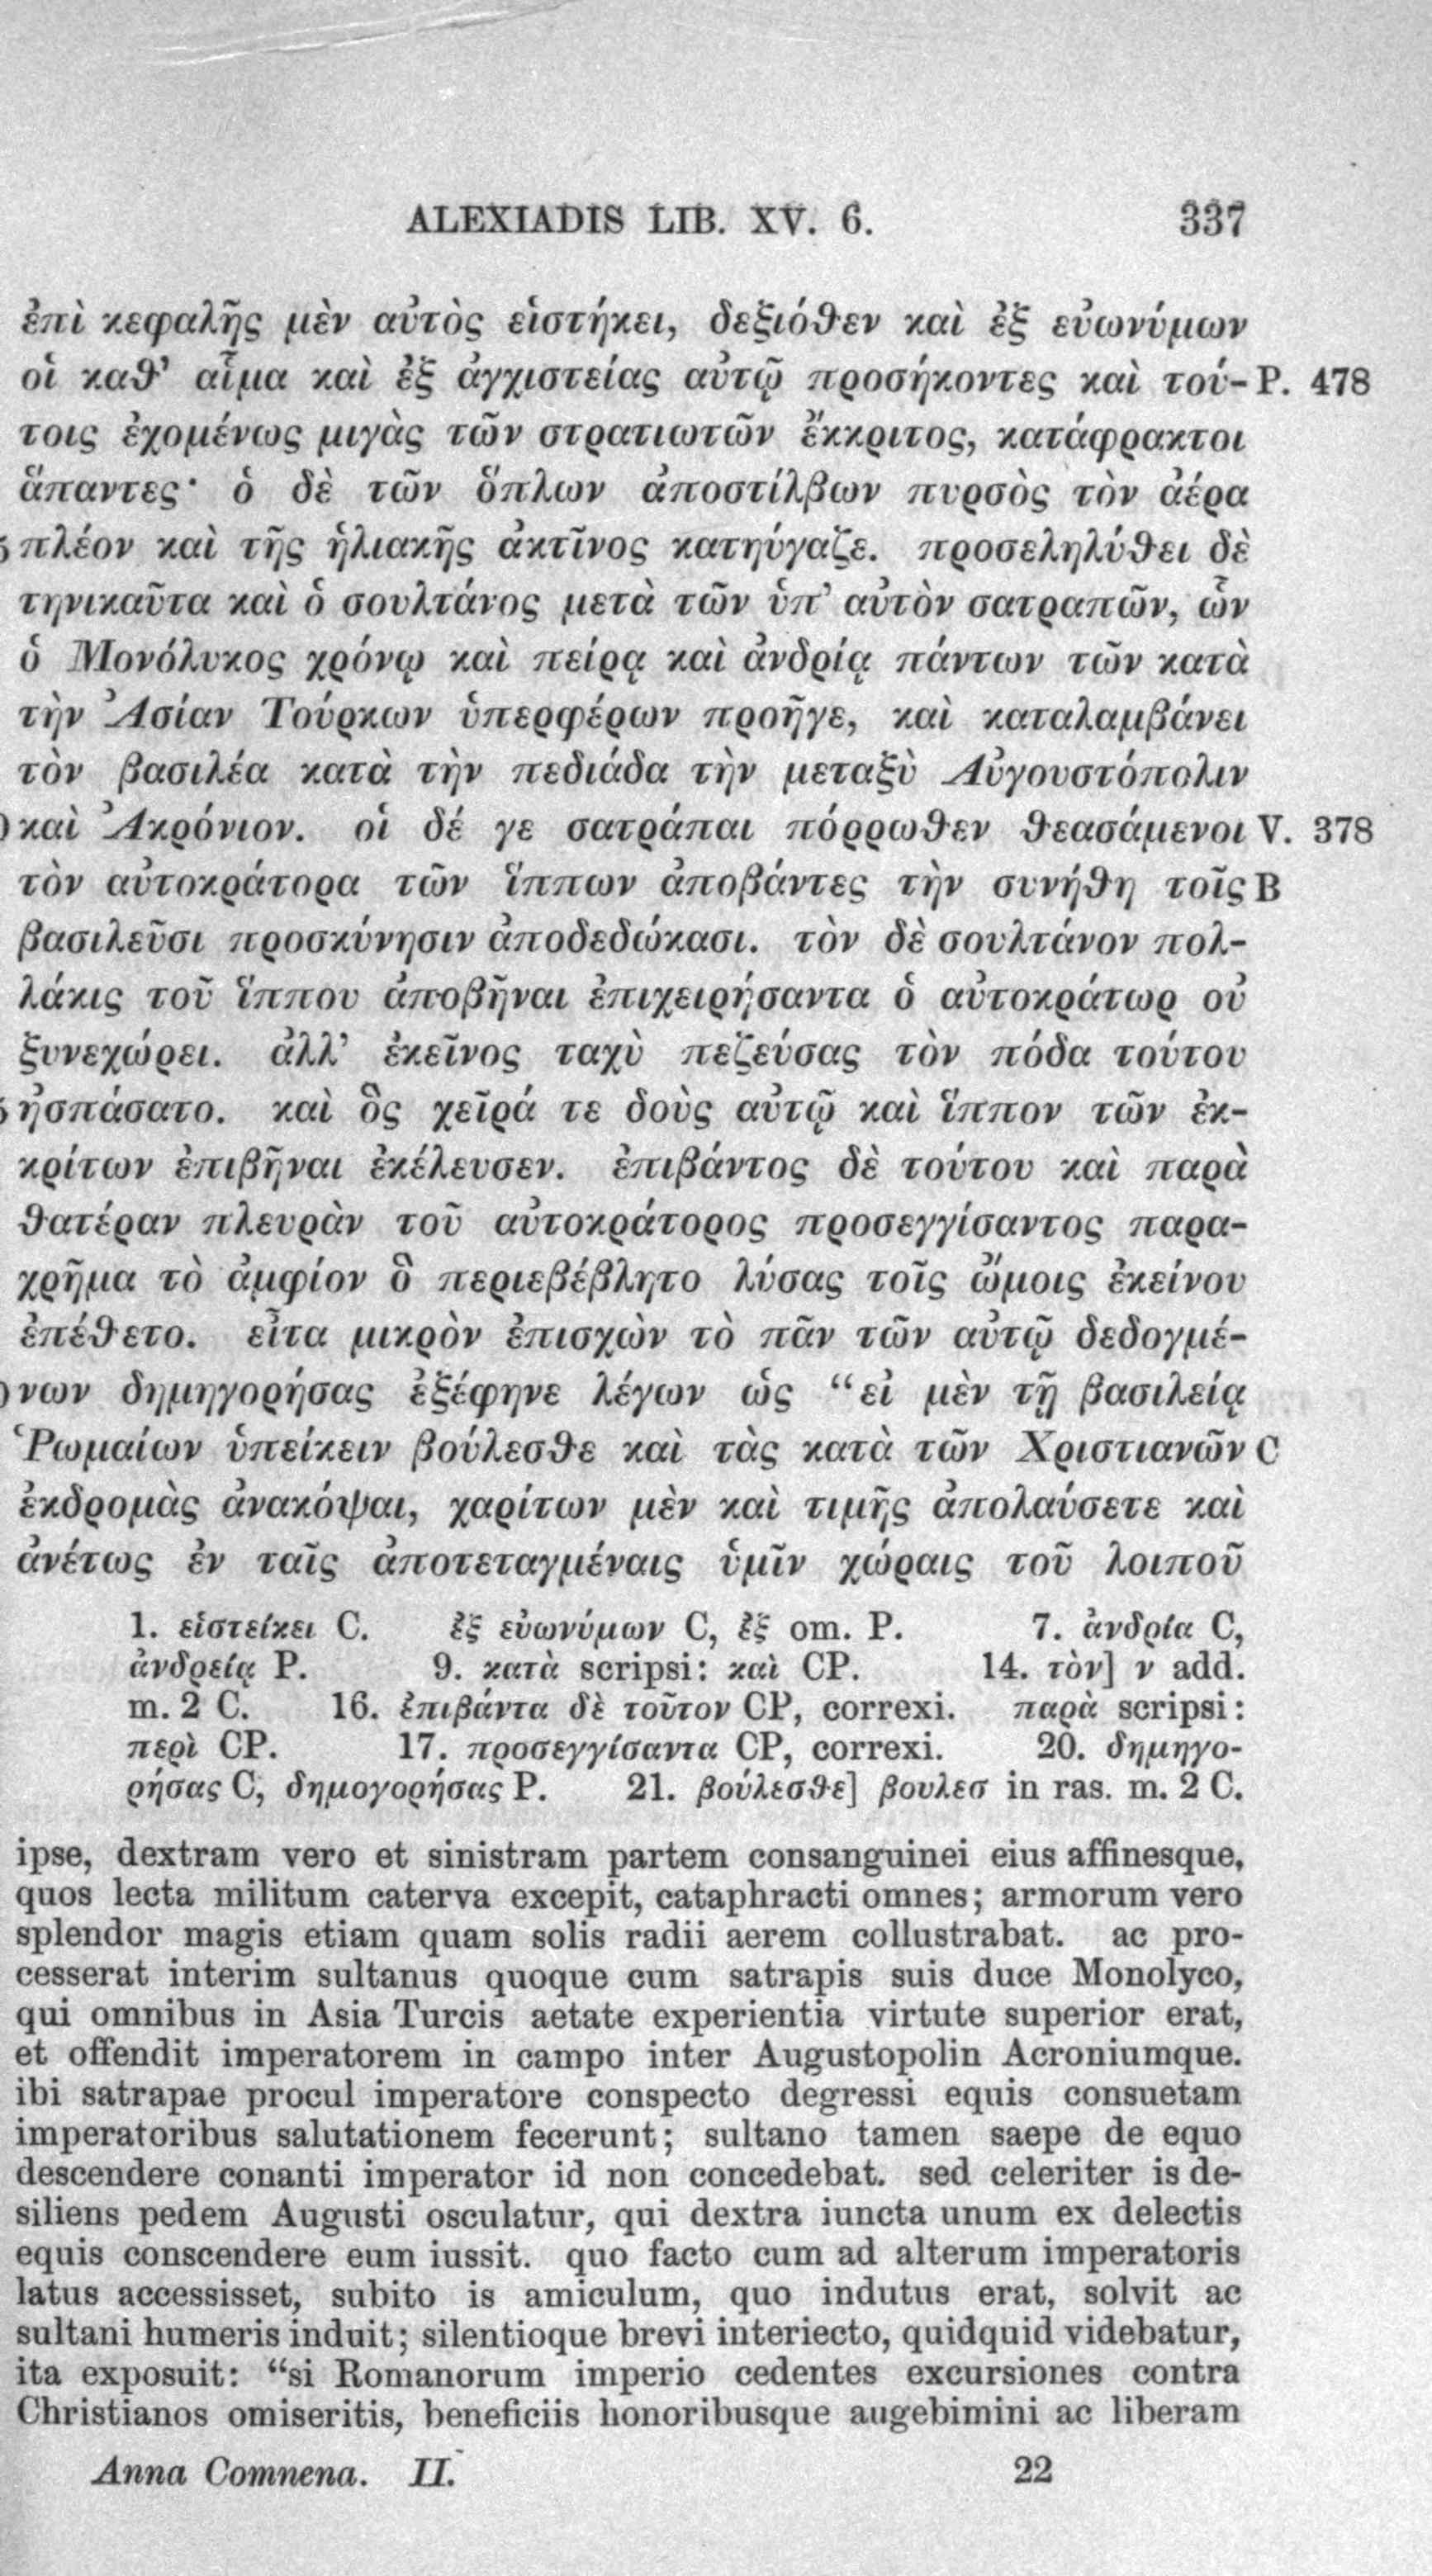 ALEXIADIS LIB. XV. 6. 337
ἐπὶ κεφαλῆς μὲν αὐτὸς εἱστήκει, δεξιόθεν καὶ ἐξ εὐωνύμων
οἱ καθ’ αἷμα καὶ ἐξ ἀγχιστείας αὐτῷ προσήκοντες καὶ τού- P. 478
τοις ἐχομένως μιγὰς τῶν στρατιωτῶν ἔκκριτος, κατάφρακτοι
ἅπαντες· ὁ δὲ τῶν ὅπλων ἀποστίλβων πυρσὸς τὸν ἀέρα
5 πλέον καὶ τῆς ἡλιακῆς ἀκτῖνος κατηύγαζε. προσεληλύθει δὲ
τηνικαῦτα καὶ ὁ σουλτάνος μετὰ τῶν ὑπ’ αὐτὸν σατραπῶν, ὧν
ὁ Μονόλυκος χρόνῳ καὶ πείρᾳ καὶ ἀνδρίᾳ πάντων τῶν κατὰ
τὴν Ἀσίαν Τούρκων ὑπερφέρων προῆγε, καὶ καταλαμβάνει
τὸν βασιλέα κατὰ τὴν πεδιάδα τὴν μεταξὺ Αὐγουστόπολιν
0 καὶ Ἀκρόνιον. οἱ δέ γε σατράπαι πόρρωθεν θεασάμενοι V. 378
τὸν αὐτοκράτορα τῶν ἵππων ἀποβάντες τὴν συνήθη τοῖς B
βασιλεῦσι προσκύνησιν ἀποδεδώκασι. τὸν δὲ σουλτάνον πολ-
λάκις τοῦ ἵππου ἀποβῆναι ἐπιχειρήσαντα ὁ αὐτοκράτωρ οὐ
ξυνεχώρει. ἀλλ’ ἐκεῖνος ταχὺ πεζεύσας τὸν πόδα τούτου
5 ἠσπάσατο. καὶ ὃς χεῖρά τε δοὺς αὐτῷ καὶ ἵππον τῶν ἐκ-
κρίτων ἐπιβῆναι ἐκέλευσεν. ἐπιβάντος δὲ τούτου καὶ παρὰ
θατέραν πλευρὰν τοῦ αὐτοκράτορος προσεγγίσαντος παρα-
χρῆμα τὸ ἀμφίον ὃ περιεβέβλητο λύσας τοῖς ὤμοις ἐκείνου
ἐπέθετο. εἶτα μικρὸν ἐπισχὼν τὸ πᾶν τῶν αὐτῷ δεδογμέ-
0 νων δημηγορήσας ἐξέφηνε λέγων ὡς “εἰ μὲν τῇ βασιλείᾳ
Ῥωμαίων ὑπείκειν βούλεσθε καὶ τὰς κατὰ τῶν Χριστιανῶν C
ἐκδρομὰς ἀνακόψαι, χαρίτων μὲν καὶ τιμῆς ἀπολαύσετε καὶ
ἀνέτως ἐν ταῖς ἀποτεταγμέναις ὑμῖν χώραις τοῦ λοιποῦ
1. εἱστείκει C. ἐξ εὐωνύμων C, ἐξ om. P. 7. ἀνδρία C,
ἀνδρείᾳ P. 9. κατὰ scripsi: καὶ CP. 14. τὸν] ν add.
m. 2 C. 16. ἐπιβάντα δὲ τοῦτον CP, correxi. παρὰ scripsi:
περὶ CP. 17. προσεγγίσαντα CP, correxi. 20. δημηγο-
ρήσας C, δημογορήσας P. 21. βούλεσθε] βουλεσ in ras. m. 2 C.
ipse, dextram vero et sinistram partem consanguinei eius affinesque,
quos lecta militum caterva excepit, cataphracti omnes; armorum vero
splendor magis etiam quam solis radii aerem collustrabat. ac pro-
cesserat interim sultanus quoque cum satrapis suis duce Monolyco,
qui omnibus in Asia Turcis aetate experientia virtute superior erat,
et offendit imperatorem in campo inter Augustopolin Acroniumque.
ibi satrapae procul imperatore conspecto degressi equis consuetam
imperatoribus salutationem fecerunt; sultano tamen saepe de equo
descendere conanti imperator id non concedebat. sed celeriter is de-
siliens pedem Augusti osculatur, qui dextra iuncta unum ex delectis
equis conscendere eum iussit. quo facto cum ad alterum imperatoris
latus accessisset, subito is amiculum, quo indutus erat, solvit ac
sultani humeris induit; silentioque brevi interiecto, quidquid videbatur,
ita exposuit: “si Romanorum imperio cedentes excursiones contra
Christianos omiseritis, beneficiis honoribusque augebimini ac liberam
Anna Comnena. II. 22